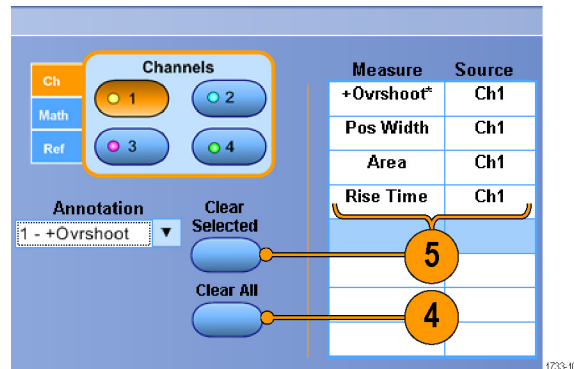 Ch
Math
Ref
Channels
1
2
3
4
Annotation
1 - +Ovrshoot
Clear
Selected
Clear All
Measure Source
+Ovrshoot* Ch1
Pos Width Ch1
Area Ch1
Rise Time Ch1
5
4